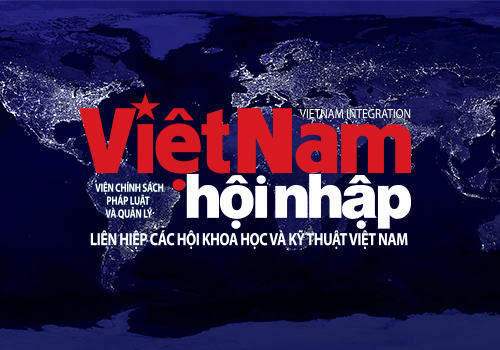 VIETNAM INTEGRATION
ViệtNam
hội nhập
VIỆN CHÍNH SÁCH
PHÁP LUẬT
VÀ QUẢN LÝ
LIÊN HIỆP CÁC HỘI KHOA HỌC VÀ KỸ THUẬT VIỆT NAM